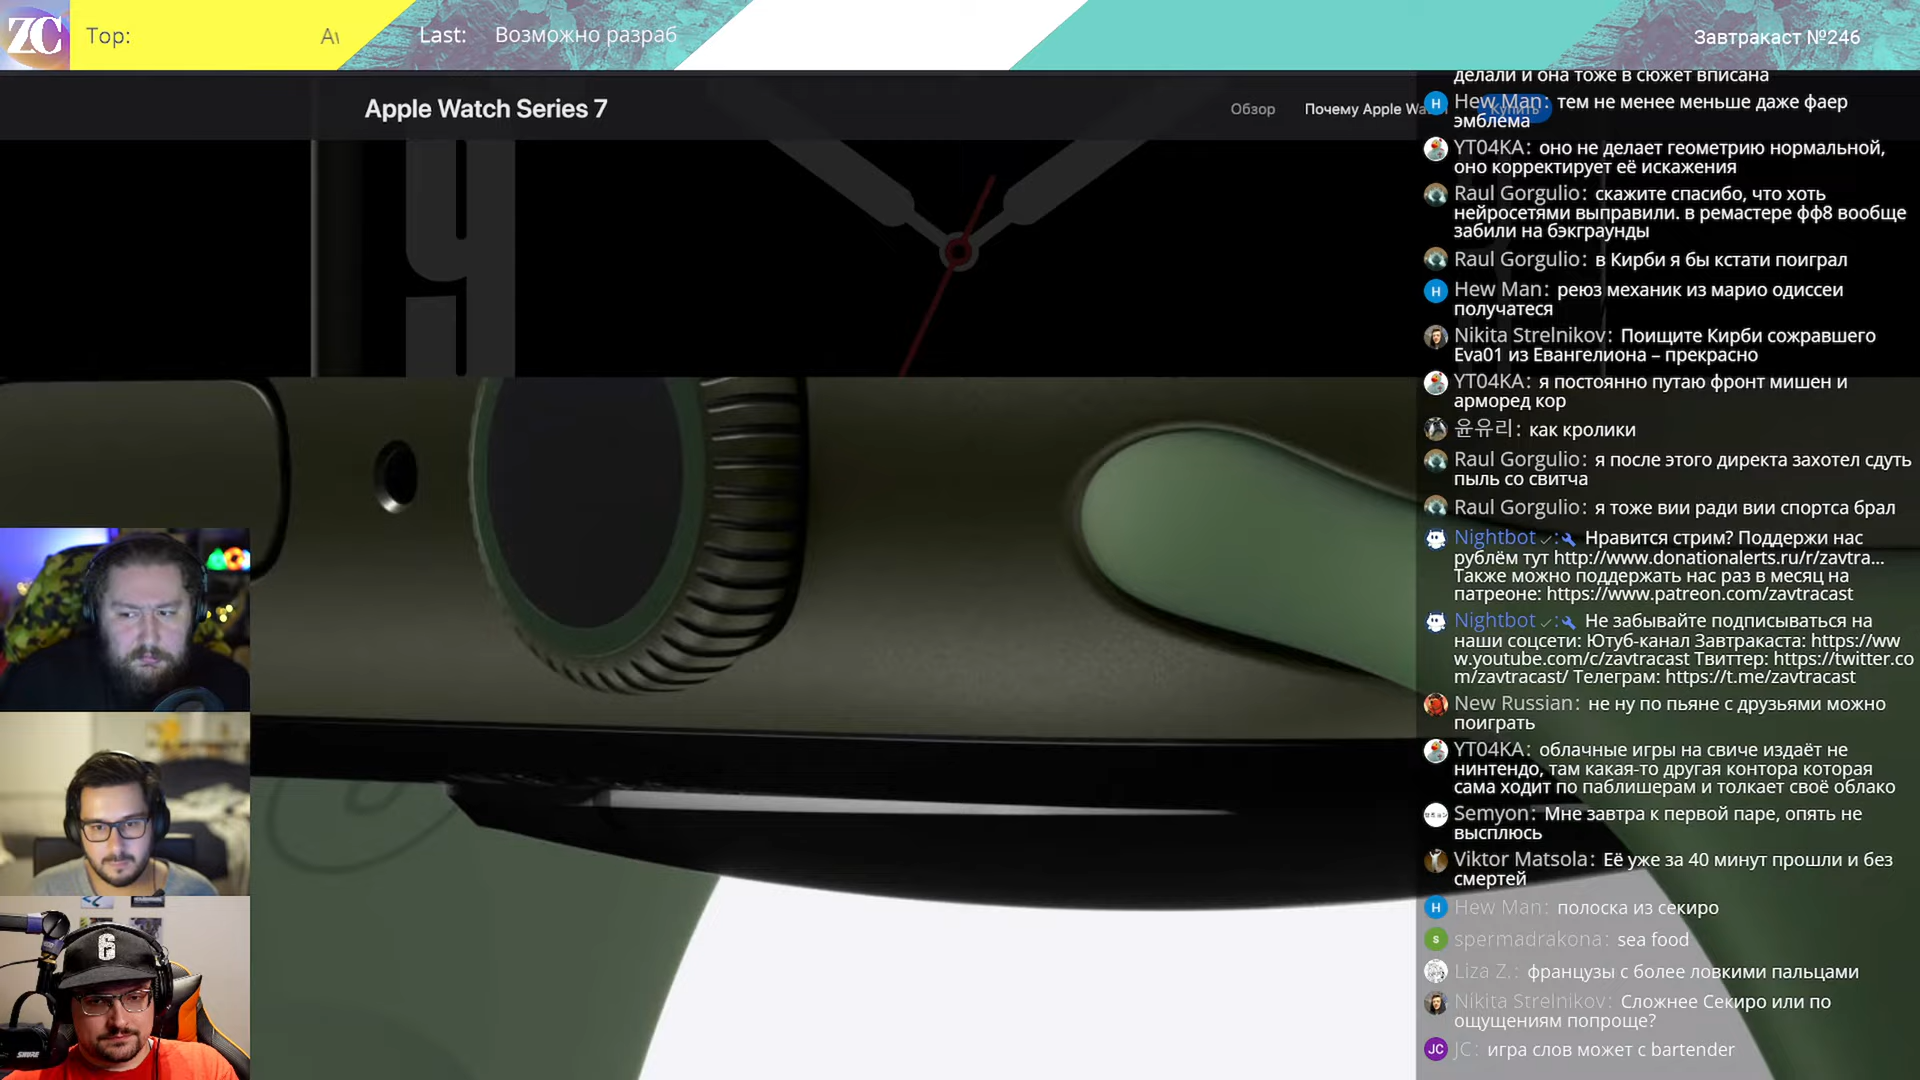 ZC
Top:
Last: Возможно разраб
Завтракаст №246
Apple Watch Series 7
Обзор
Почему Apple Wa
Купить
делали и она тоже в сюжет вписана
Hew Man: тем не менее меньше даже фаер
эмблема
YT04KA: оно не делает геометрию нормальной,
оно корректирует её искажения
Raul Gorgulio: скажите спасибо, что хоть
нейросетями выправили. в ремастере фф8 вообще
забили на бэкграунды
Raul Gorgulio: в Кирби я бы кстати поиграл
Hew Man: реюз механик из марио одиссеи
получатеся
Nikita Strelnikov: Поищите Кирби сожравшего
Eva01 из Евангелиона – прекрасно
YT04KA: я постоянно путаю фронт мишен и
арморед кор
윤유리: как кролики
Raul Gorgulio: я после этого директа захотел сдуть
пыль со свитча
Raul Gorgulio: я тоже вии ради вии спортса брал
Nightbot: Нравится стрим? Поддержи нас
рублём тут http://www.donationalerts.ru/r/zavtra...
Также можно поддержать нас раз в месяц на
патреоне: https://www.patreon.com/zavtracast
Nightbot: Не забывайте подписываться на
наши соцсети: Ютуб-канал Завтракаста: https://ww
w.youtube.com/c/zavtracast Твиттер: https://twitter.co
m/zavtracast/ Телеграм: https://t.me/zavtracast
New Russian: не ну по пьяне с друзьями можно
поиграть
YT04KA: облачные игры на свиче издаёт не
нинтендо, там какая-то другая контора которая
сама ходит по паблишерам и толкает своё облако
Semyon: Мне завтра к первой паре, опять не
высплюсь
Viktor Matsola: Её уже за 40 минут прошли и без
смертей
Hew Man: полоска из секиро
spermadrakona: sea food
Liza Z.: французы с более ловкими пальцами
Nikita Strelnikov: Сложнее Секиро или по
ощущениям попроще?
JC: игра слов может с bartender
6
SHURE